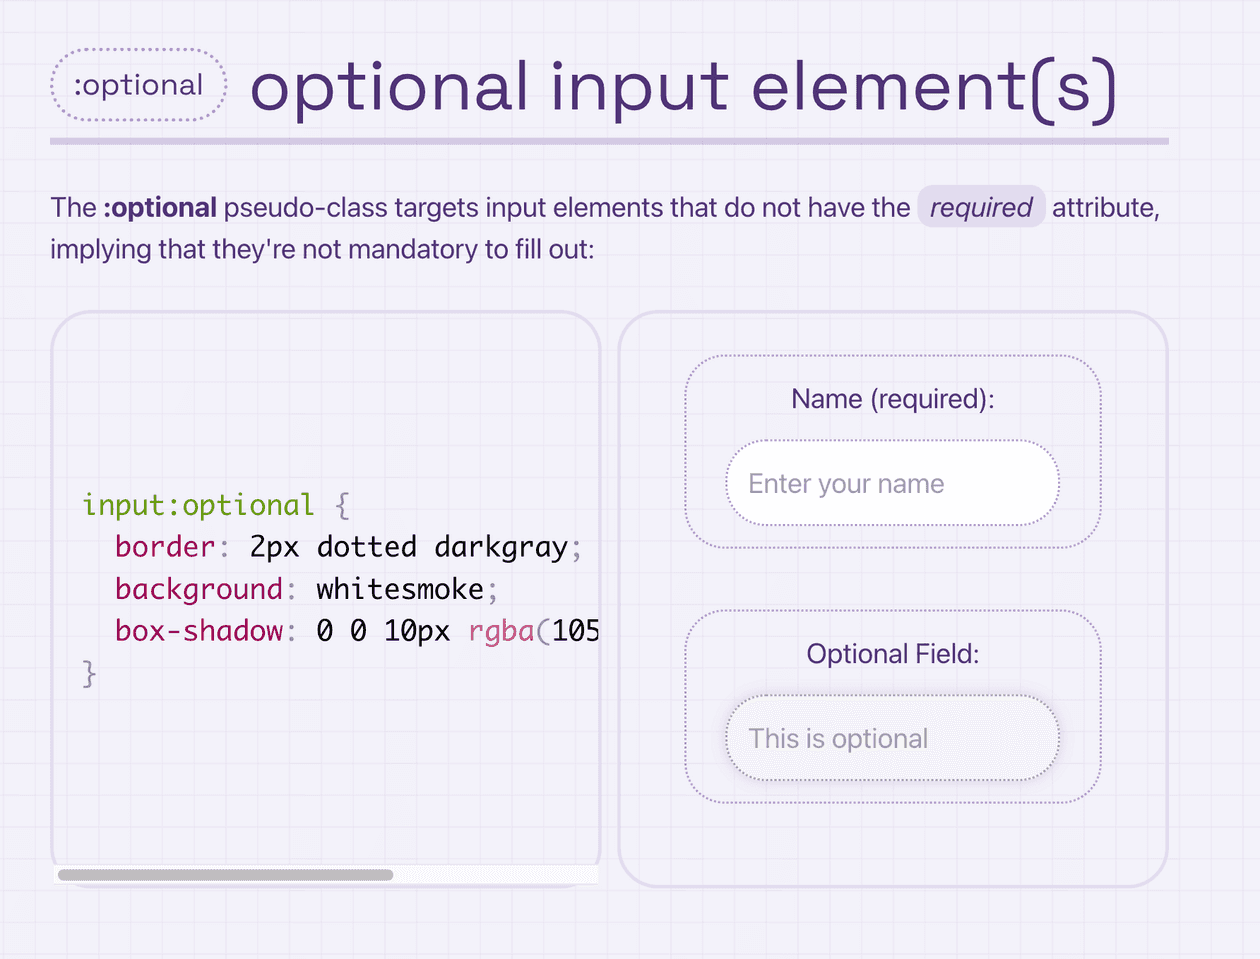 :optional optional input element(s)
The :optional pseudo-class targets input elements that do not have the required attribute,
implying that they're not mandatory to fill out:
input:optional {
  border: 2px dotted darkgray;
  background: whitesmoke;
  box-shadow: 0 0 10px rgba(105
}
Name (required):
Enter your name
Optional Field:
This is optional